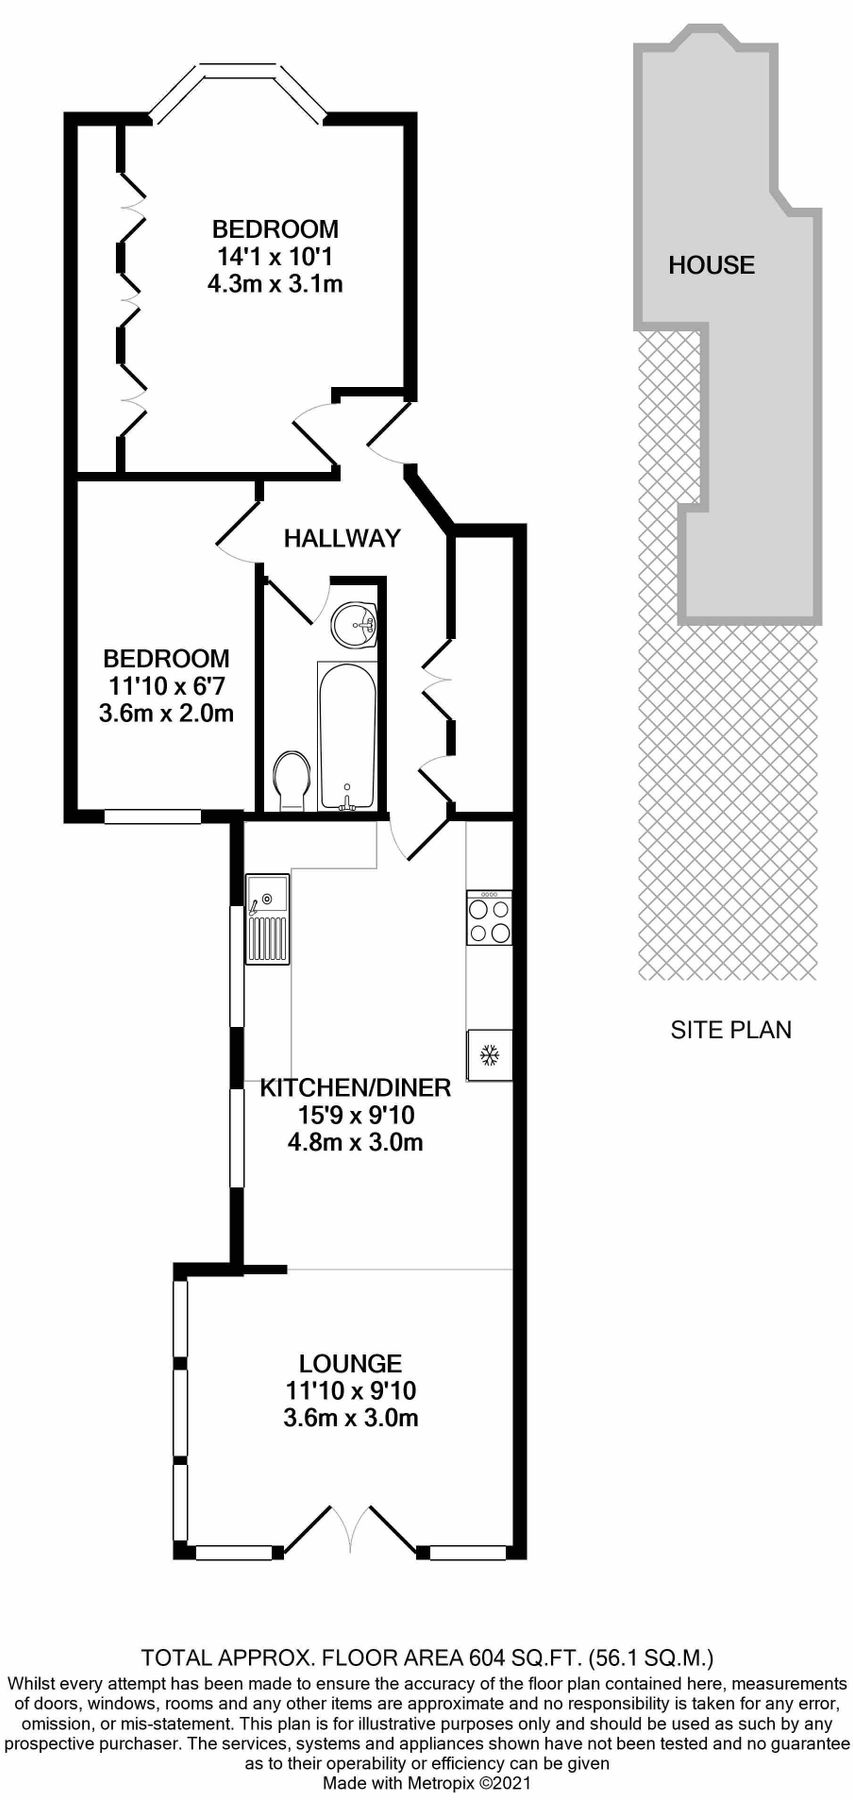 BEDROOM
14'1 x 10'1
4.3m x 3.1m
HOUSE
HALLWAY
BEDROOM
11'10 x 6'7
3.6m x 2.0m
SITE PLAN
KITCHEN/DINER
15'9 x 9'10
4.8m x 3.0m
LOUNGE
11'10 x 9'10
3.6m x 3.0m
TOTAL APPROX. FLOOR AREA 604 SQ.FT. (56.1 SQ.M.)
Whilst every attempt has been made to ensure the accuracy of the floor plan contained here, measurements
of doors, windows, rooms and any other items are approximate and no responsibility is taken for any error,
omission, or mis-statement. This plan is for illustrative purposes only and should be used as such by any
prospective purchaser. The services, systems and appliances shown have not been tested and no guarantee
as to their operability or efficiency can be given
Made with Metropix ©2021